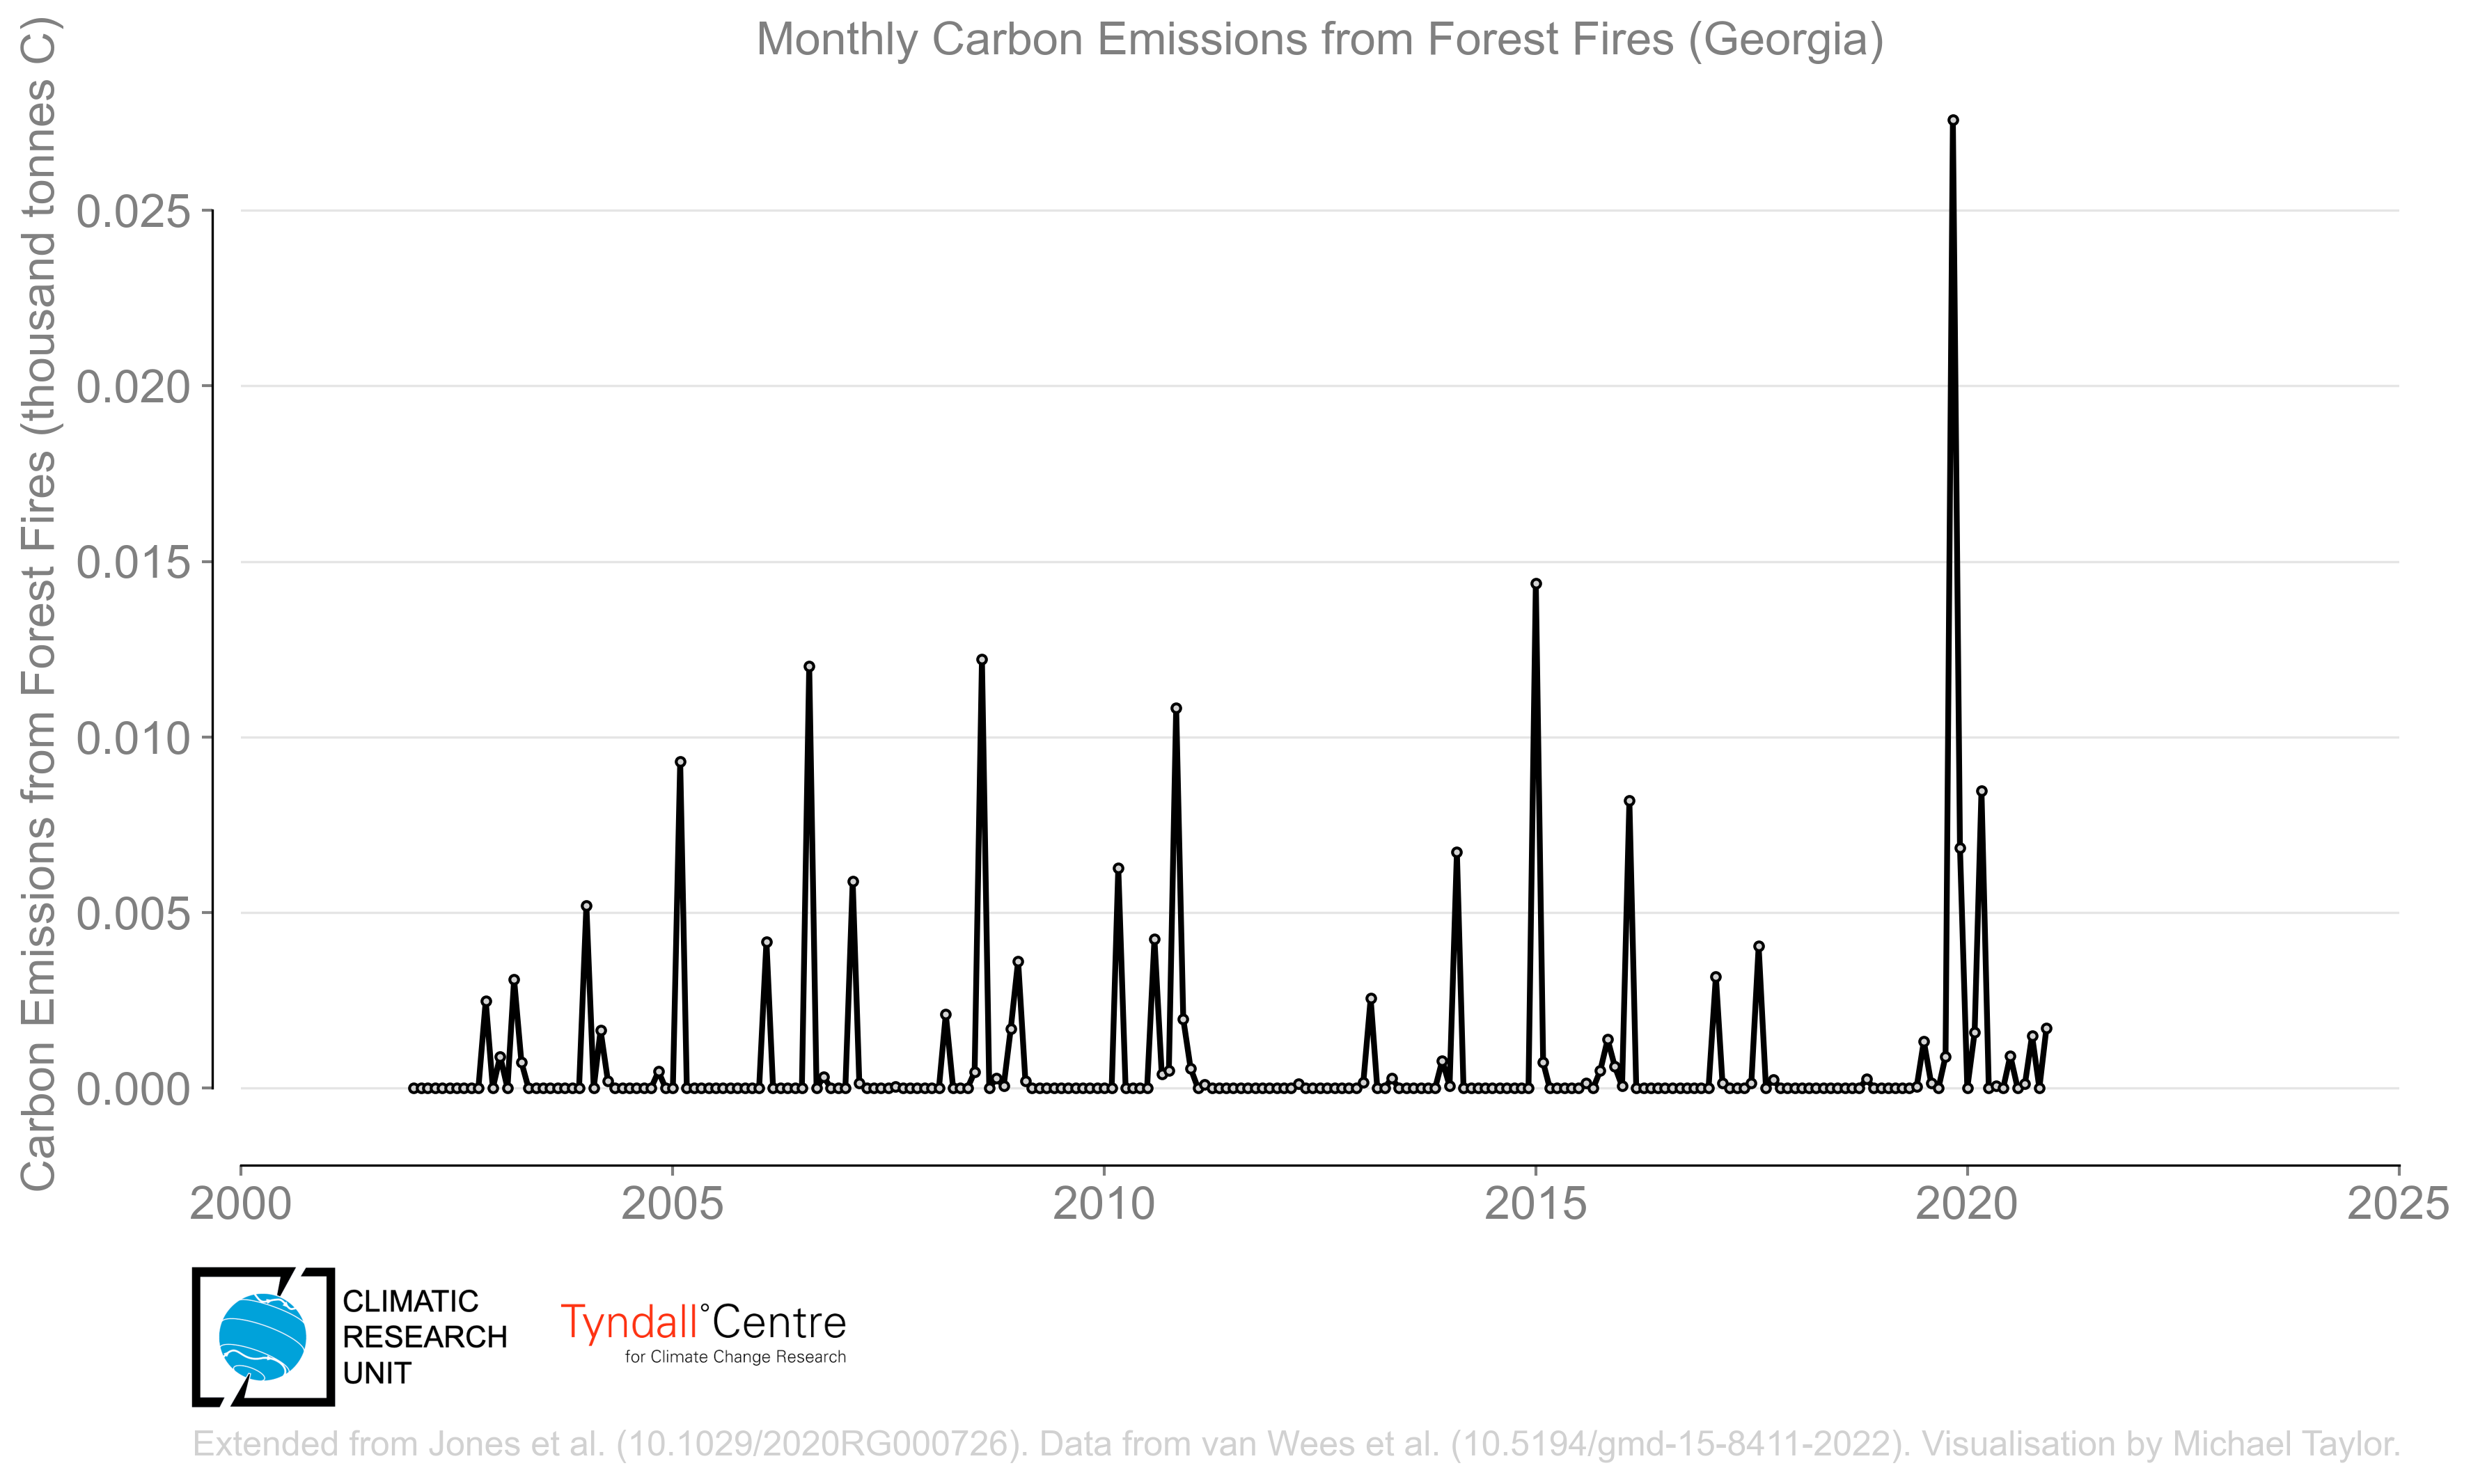 Monthly Carbon Emissions from Forest Fires (Georgia)
Carbon Emissions from Forest Fires (thousand tonnes C)
0.025
0.020
0.015
0.010
0.005
0.000
2000 2005 2010 2015 2020 2025
CLIMATIC
RESEARCH
UNIT
Tyndall°Centre
for Climate Change Research
Extended from Jones et al. (10.1029/2020RG000726). Data from van Wees et al. (10.5194/gmd-15-8411-2022). Visualisation by Michael Taylor.